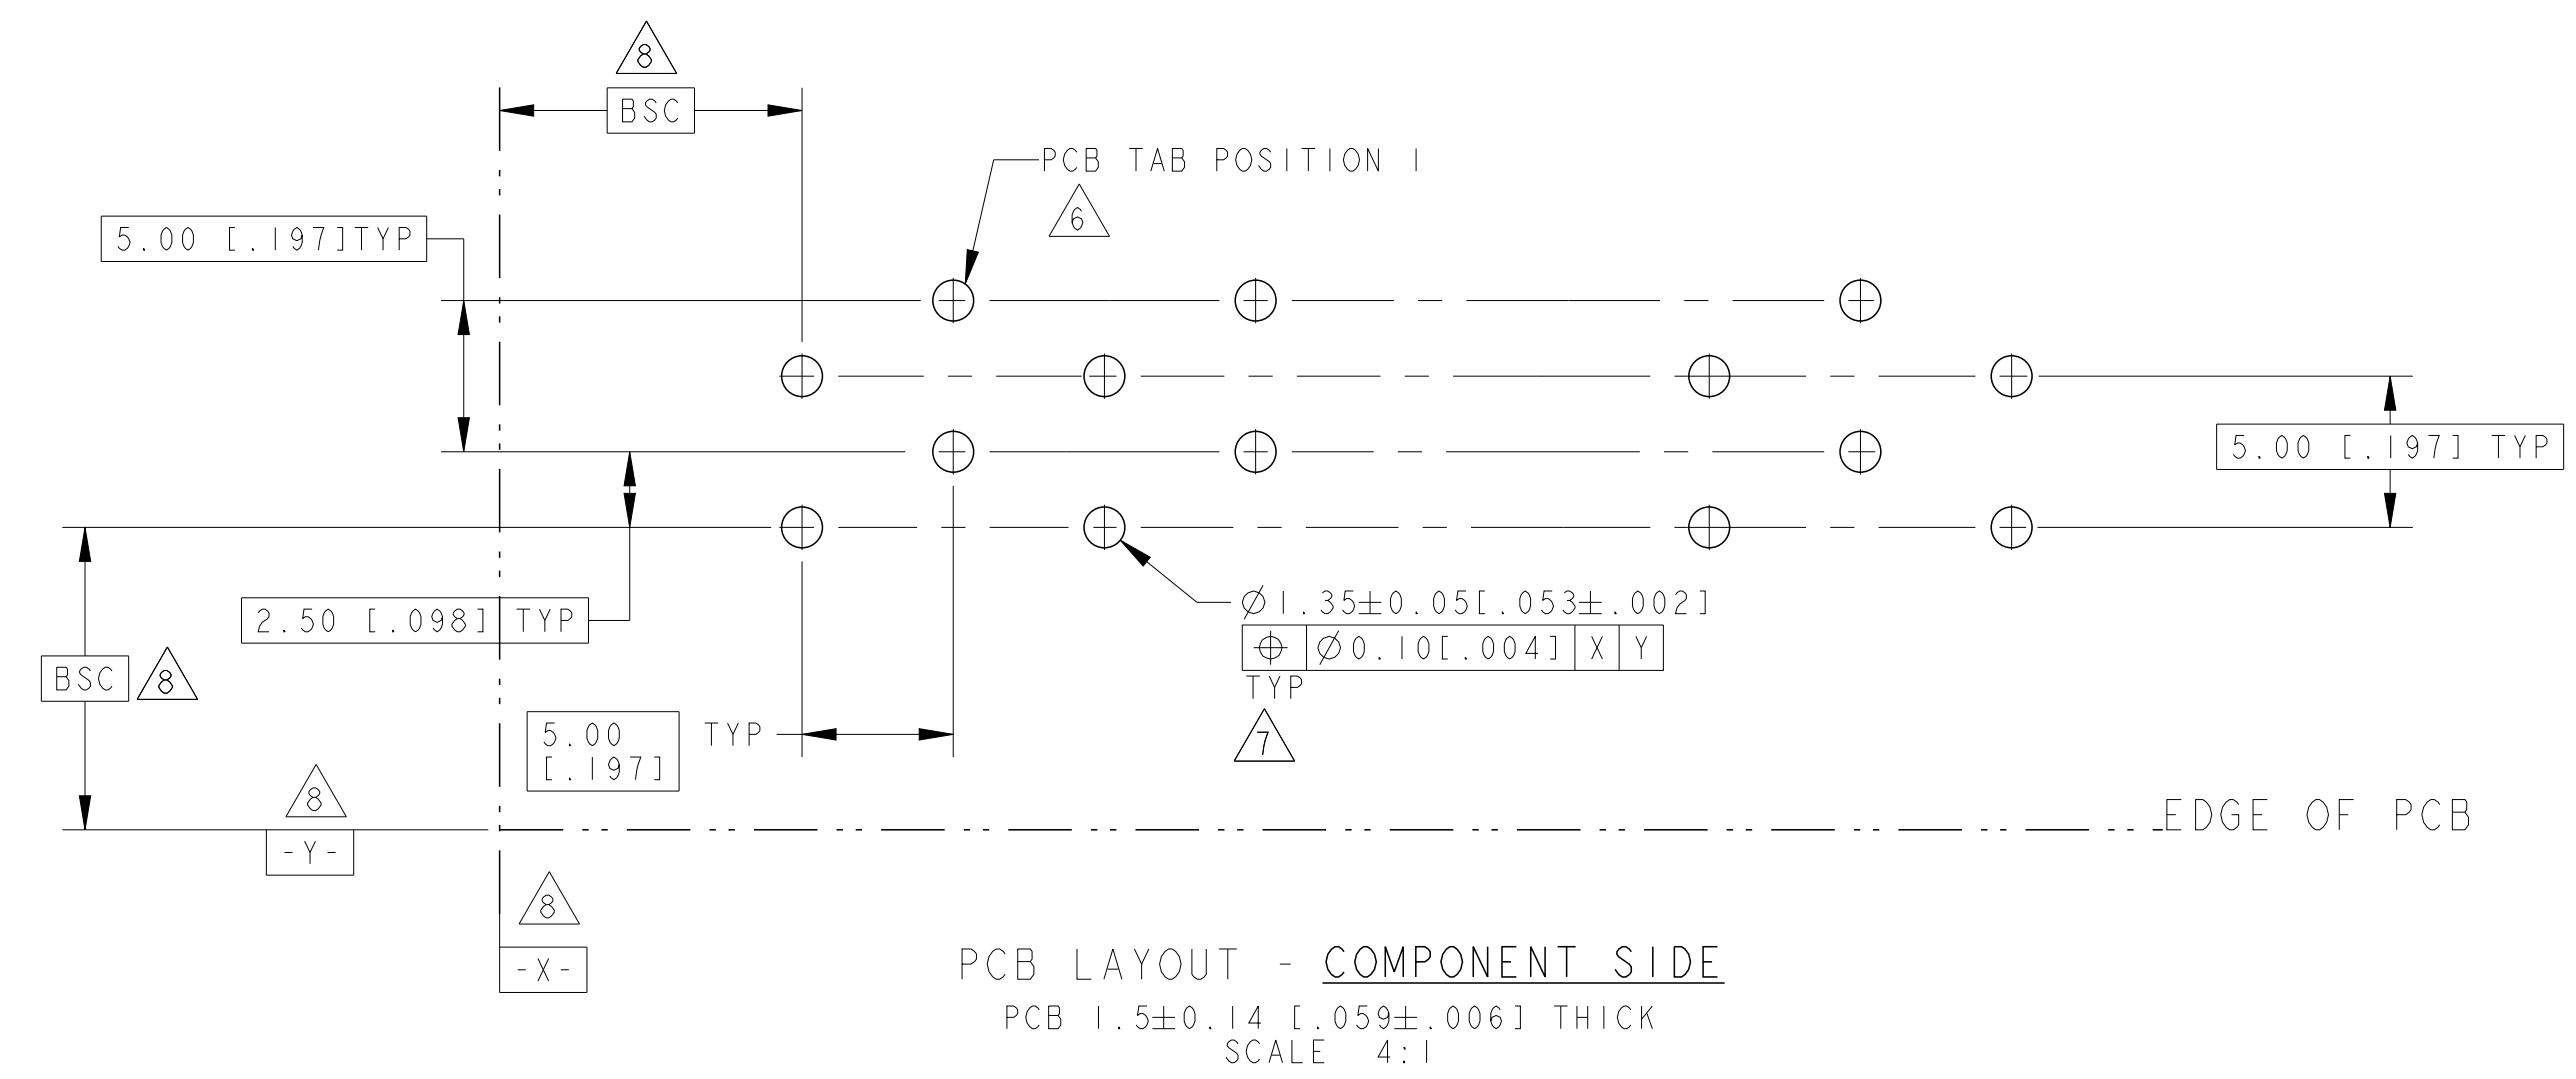 8
BSC
PCB TAB POSITION 1
6
5.00 [.197]TYP
5.00 [.197] TYP
2.50 [.098] TYP
Ø1.35±0.05[.053±.002]
⌖ Ø0.10[.004] X Y
TYP
7
BSC 8
5.00 TYP
[.197]
8
-Y-
EDGE OF PCB
8
-X-
PCB LAYOUT - COMPONENT SIDE
PCB 1.5±0.14 [.059±.006] THICK
SCALE 4:1